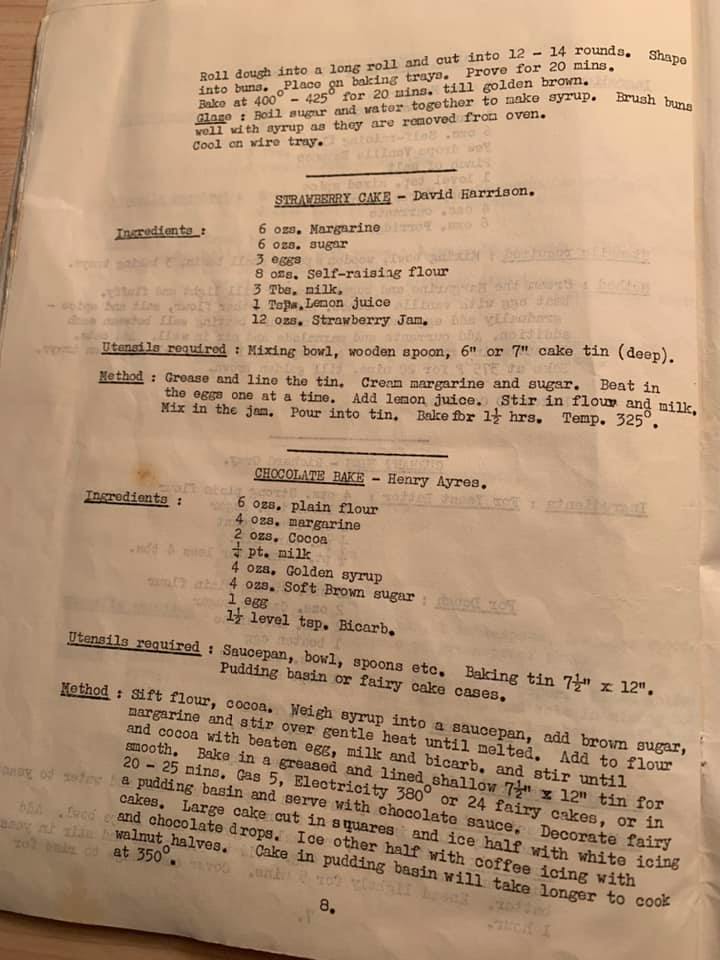 Roll dough into a long roll and cut into 12 - 14 rounds. Shape
into buns. Place on baking trays. Prove for 20 mins.
Bake at 400° - 425° for 20 mins. till golden brown.
Glaze : Boil sugar and water together to make syrup. Brush buns
well with syrup as they are removed from oven.
Cool on wire tray.
STRAWBERRY CAKE - David Harrison.
Ingredients : 6 ozs. Margarine
6 ozs. sugar
3 eggs
8 ozs. Self-raising flour
3 Tbs. milk.
1 Tsps. Lemon juice
12 ozs. Strawberry Jam.
Utensils required : Mixing bowl, wooden spoon, 6" or 7" cake tin (deep).
Method : Grease and line the tin. Cream margarine and sugar. Beat in
the eggs one at a time. Add lemon juice. Stir in flour and milk.
Mix in the jam. Pour into tin. Bake for 1½ hrs. Temp. 325°.
CHOCOLATE BAKE - Henry Ayres.
Ingredients : 6 ozs. plain flour
4 ozs. margarine
2 ozs. Cocoa
¼ pt. milk
4 ozs. Golden syrup
4 ozs. Soft Brown sugar
1 egg
1½ level tsp. Bicarb.
Utensils required : Saucepan, bowl, spoons etc. Baking tin 7½" x 12".
Pudding basin or fairy cake cases.
Method : Sift flour, cocoa. Weigh syrup into a saucepan, add brown sugar,
margarine and stir over gentle heat until melted. Add to flour
and cocoa with beaten egg, milk and bicarb. and stir until
smooth. Bake in a greased and lined shallow 7½" x 12" tin for
20 - 25 mins. Gas 5, Electricity 380° or 24 fairy cakes, or in
a pudding basin and serve with chocolate sauce. Decorate fairy
cakes. Large cake cut in squares and ice half with white icing
and chocolate drops. Ice other half with coffee icing with
walnut halves. Cake in pudding basin will take longer to cook
at 350°.
8.